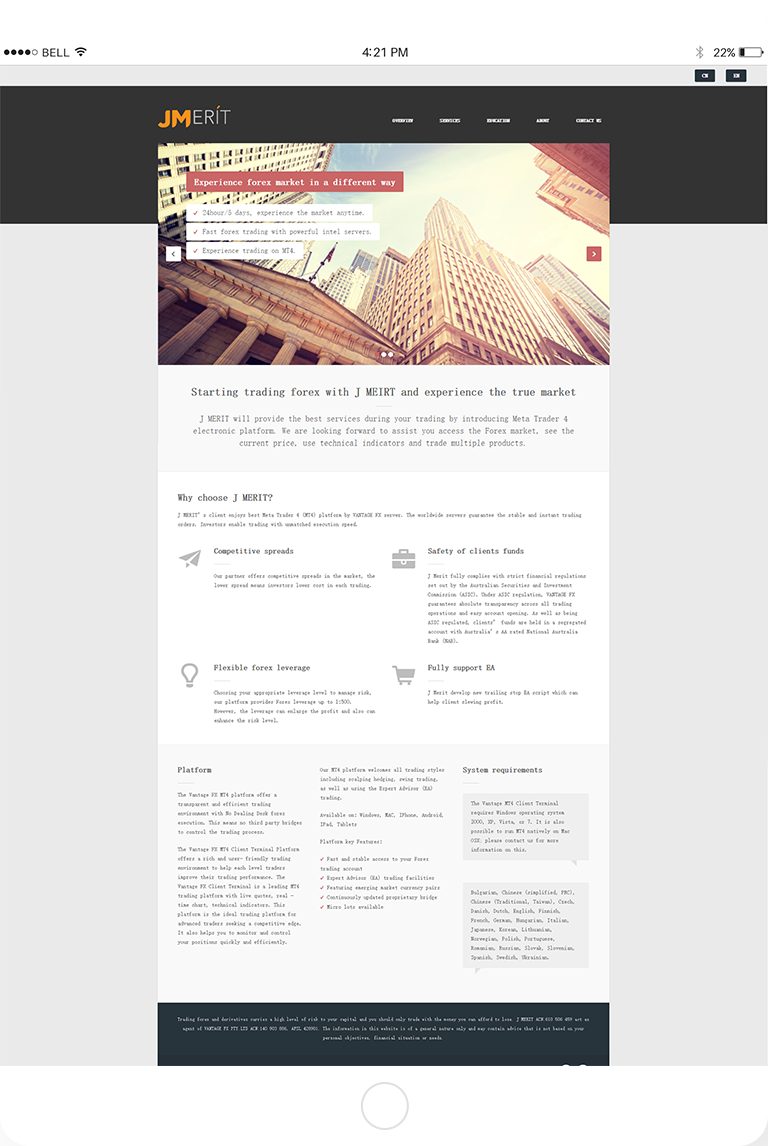 BELL
4:21 PM
22%
CN EN
JMERIT
OVERVIEW SERVICES EDUCATION ABOUT CONTACT US
Experience forex market in a different way
✓ 24hour/5 days, experience the market anytime.
✓ Fast forex trading with powerful intel servers.
✓ Experience trading on MT4.
Starting trading forex with J MEIRT and experience the true market
J MERIT will provide the best services during your trading by introducing Meta Trader 4
electronic platform. We are looking forward to assist you access the Forex market, see the
current price, use technical indicators and trade multiple products.
Why choose J MERIT?
J MERIT's client enjoys best Meta Trader 4 (MT4) platform by VANTAGE FX server. The worldwide servers guarantee the stable and instant trading
orders. Investors enable trading with unmatched execution speed.
Competitive spreads
Our partner offers competitive spreads in the market, the
lower spread means investors lower cost in each trading.
Safety of clients funds
J Merit fully complies with strict financial regulations
set out by the Australian Securities and Investment
Commission (ASIC). Under ASIC regulation, VANTAGE FX
guarantees absolute transparency across all trading
operations and easy account opening. As well as being
ASIC regulated, clients' funds are held in a segregated
account with Australia's AA rated National Australia
Bank (NAB).
Flexible forex leverage
Choosing your appropriate leverage level to manage risk,
our platform provides Forex leverage up to 1:500.
However, the leverage can enlarge the profit and also can
enhance the risk level.
Fully support EA
J Merit develop new trailing stop EA script which can
help client slewing profit.
Platform
The Vantage FX MT4 platform offer a
transparent and efficient trading
environment with No Dealing Desk forex
execution. This means no third party bridges
to control the trading process.
The Vantage FX MT4 Client Terminal Platform
offers a rich and user- friendly trading
environment to help each level traders
improve their trading performance. The
Vantage FX Client Terminal is a leading MT4
trading platform with live quotes, real -
time chart, technical indicators. This
platform is the ideal trading platform for
advanced traders seeking a competitive edge.
It also helps you to monitor and control
your positions quickly and efficiently.
Our MT4 platform welcomes all trading styles
including scalping hedging, swing trading,
as well as using the Expert Advisor (EA)
trading.
Available on: Windows, MAC, IPhone, Android,
IPad, Tablets
Platform key Features:
✓ Fast and stable access to your Forex
trading account
✓ Expert Advisor (EA) trading facilities
✓ Featuring emerging market currency pairs
✓ Continuously updated proprietary bridge
✓ Micro lots available
System requirements
The Vantage MT4 Client Terminal
requires Windows operating system
2000, XP, Vista, or 7. It is also
possible to run MT4 natively on Mac
OSX: please contact us for more
information on this.
Bulgarian, Chinese (simplified, PRC),
Chinese (Traditional, Taiwan), Czech,
Danish, Dutch, English, Finnish,
French, German, Hungarian, Italian,
Japanese, Korean, Lithuanian,
Norwegian, Polish, Portuguese,
Romanian, Russian, Slovak, Slovenian,
Spanish, Swedish, Ukrainian.
Trading forex and derivatives carries a high level of risk to your capital and you should only trade with the money you can afford to lose. J MERIT ACN 610 506 489 act as
agent of VANTAGE FX PTY LTD ACN 140 903 886, AFSL 428901. The information in this website is of a general nature only and may contain advice that is not based on your
personal objectives, financial situation or needs.